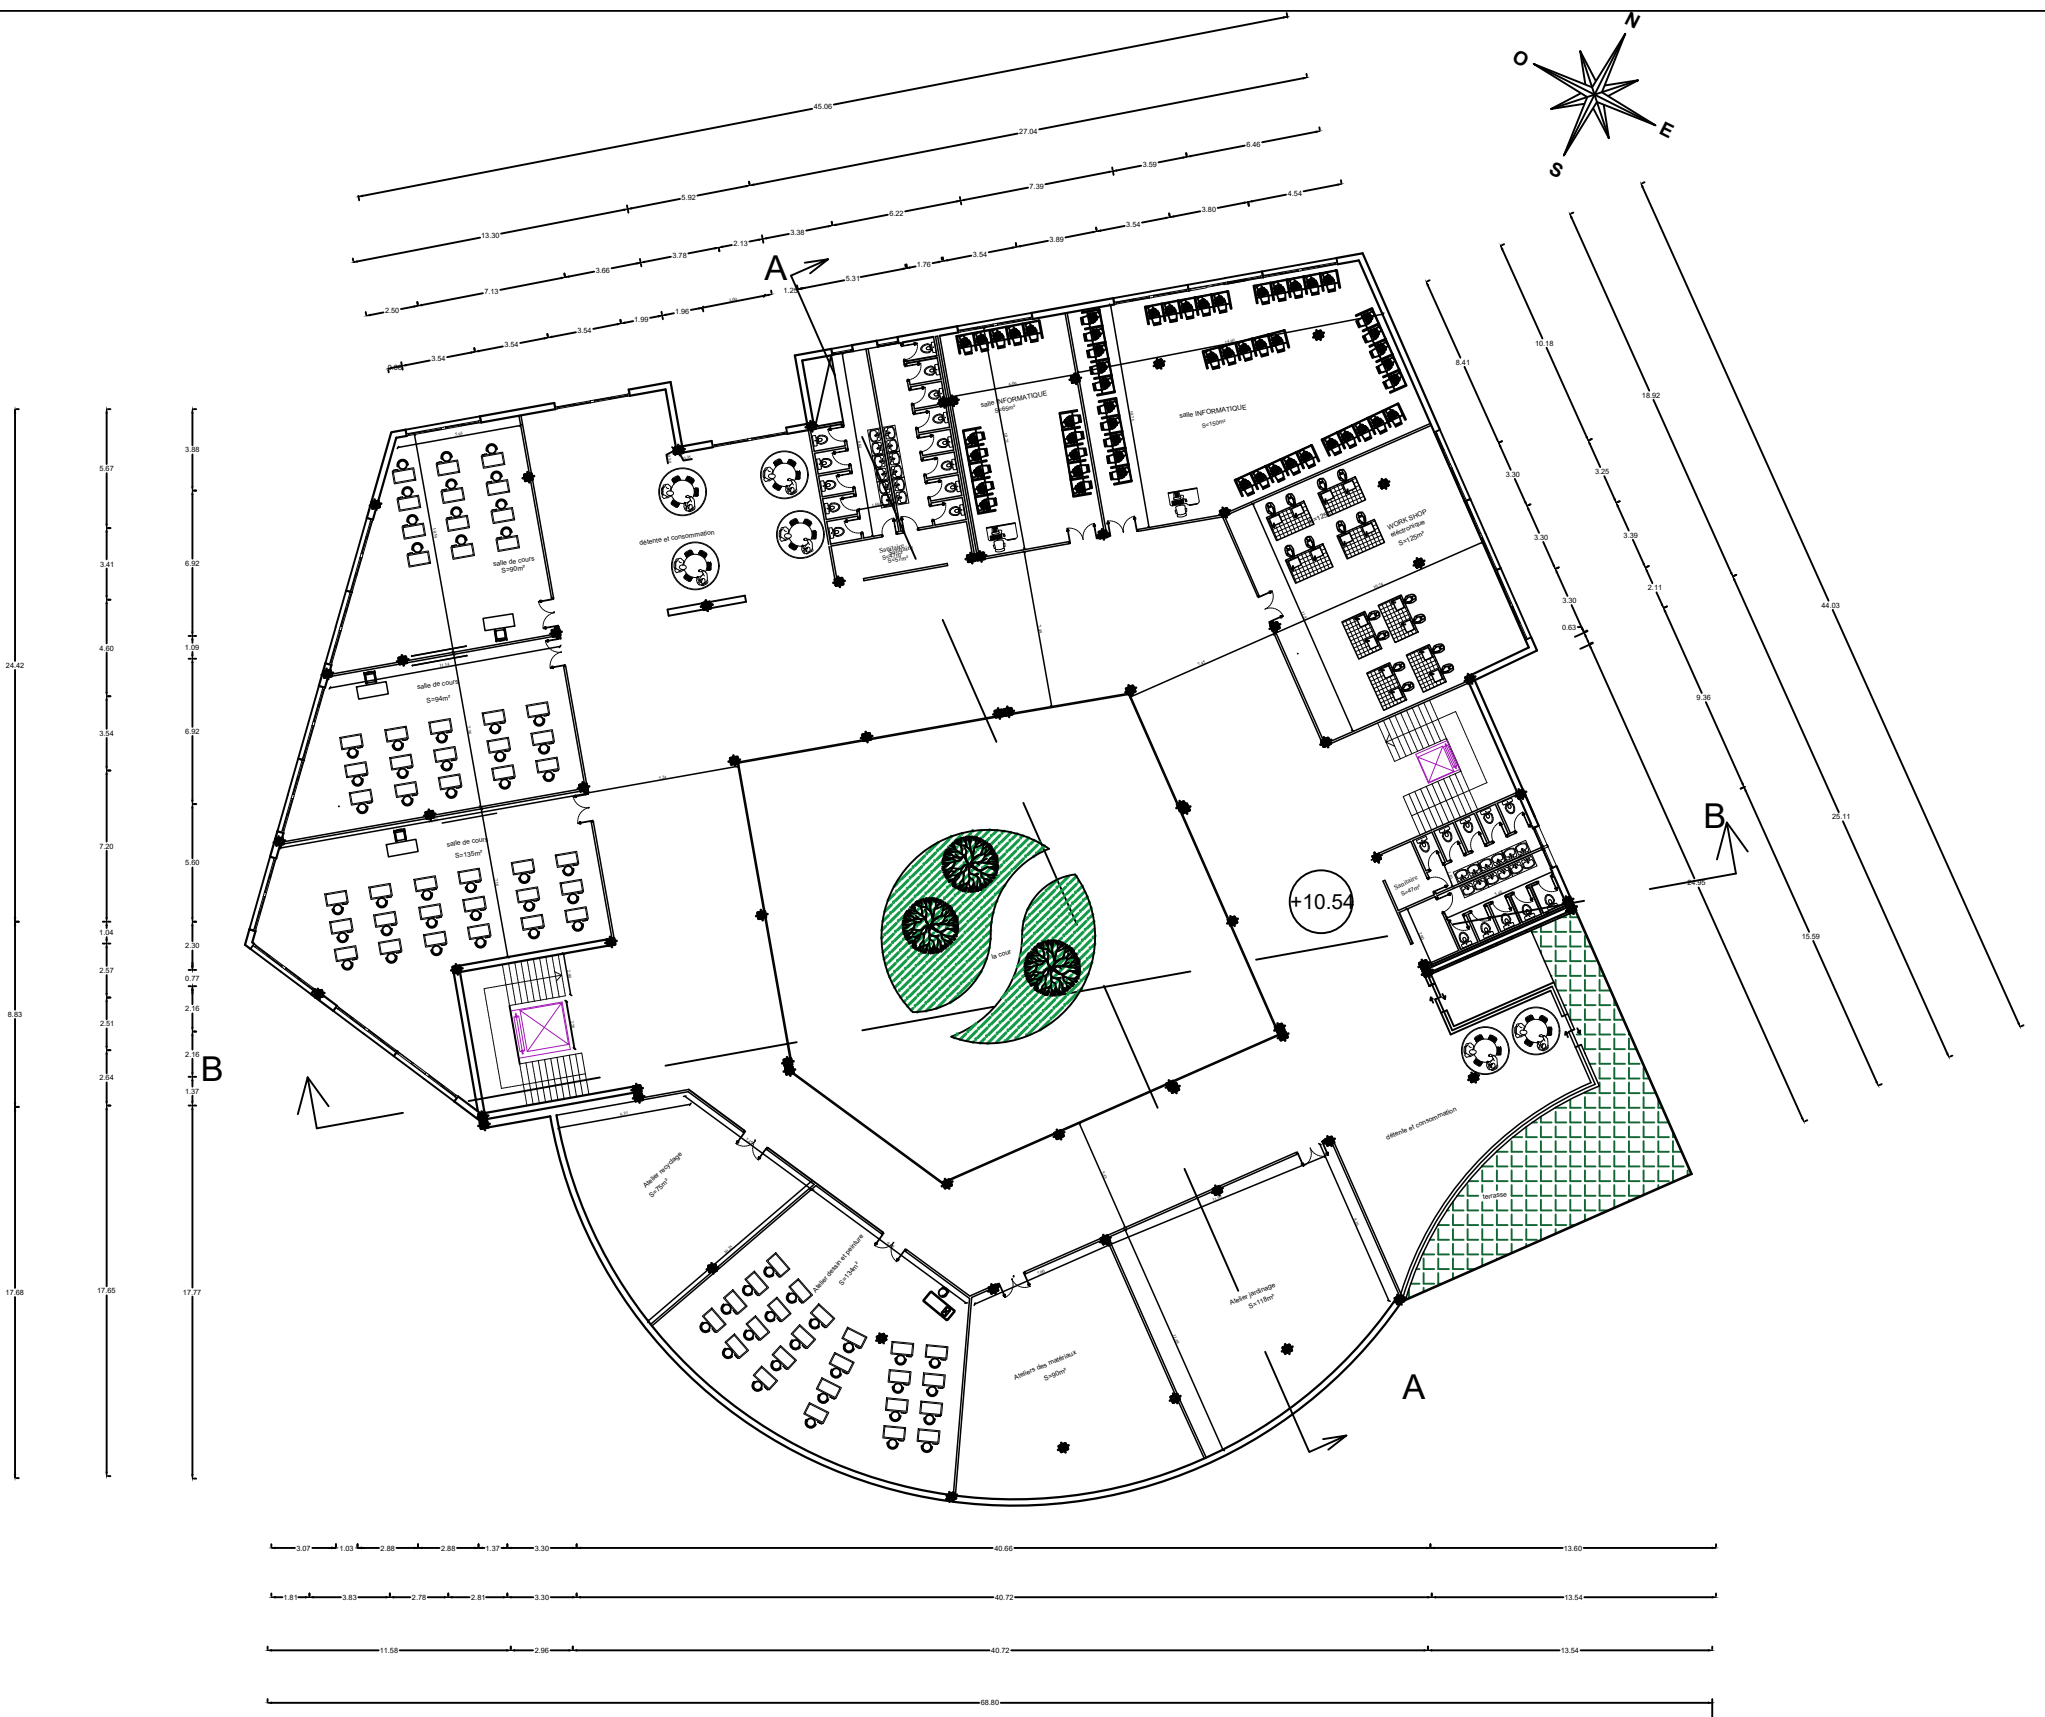 N
O
E
S
45.06
27.04
5.92
13.30
6.46
3.59
7.39
6.22
3.38
2.13
3.78
3.66
7.13
2.50
4.54
3.80
3.54
3.89
3.54
1.76
5.31
1.96
1.99
3.54
3.54
3.54
A
8.41
3.30
3.30
3.30
0.63
10.18
3.25
3.39
2.11
9.36
15.59
18.92
25.11
44.03
24.95
24.42
8.83
17.68
5.67
3.41
4.60
3.54
7.20
1.04
2.57
2.51
2.64
17.65
3.88
6.92
1.09
6.92
5.60
2.30
0.77
2.16
2.16
1.37
17.77
salle de cours
S=90m²
salle de cours
S=94m²
salle de cours
S=135m²
détente et consommation
Sanitaire
S=57m²
salle INFORMATIQUE
S=65m²
salle INFORMATIQUE
S=150m²
WORK SHOP
eléctronique
S=125m²
Sanitaire
S=47m²
+10.54
la cour
B
B
détente et consommation
terrasse
Atelier recyclage
S=75m²
Atelier dessin et peinture
S=134m²
Ateliers des matériaux
S=90m²
Atelier jardinage
S=118m²
A
3.07
1.03
2.88
2.88
1.37
3.30
40.66
13.60
1.81
3.83
2.78
2.81
3.30
40.72
13.54
11.58
2.96
40.72
13.54
68.80